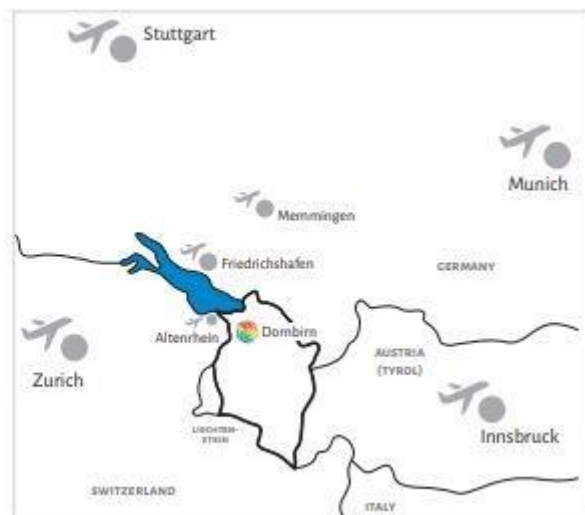 Stuttgart
Munich
Memmingen
Friedrichshafen
GERMANY
Altenrhein
Dornbirn
Zurich
AUSTRIA
(TYROL)
LIECHTEN-
STEIN
Innsbruck
SWITZERLAND
ITALY